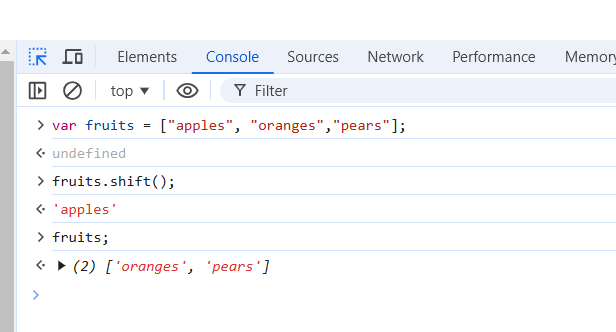 Elements Console Sources Network Performance Memory
top Filter
var fruits = ["apples", "oranges","pears"];
undefined
fruits.shift();
'apples'
fruits;
(2) ['oranges', 'pears']